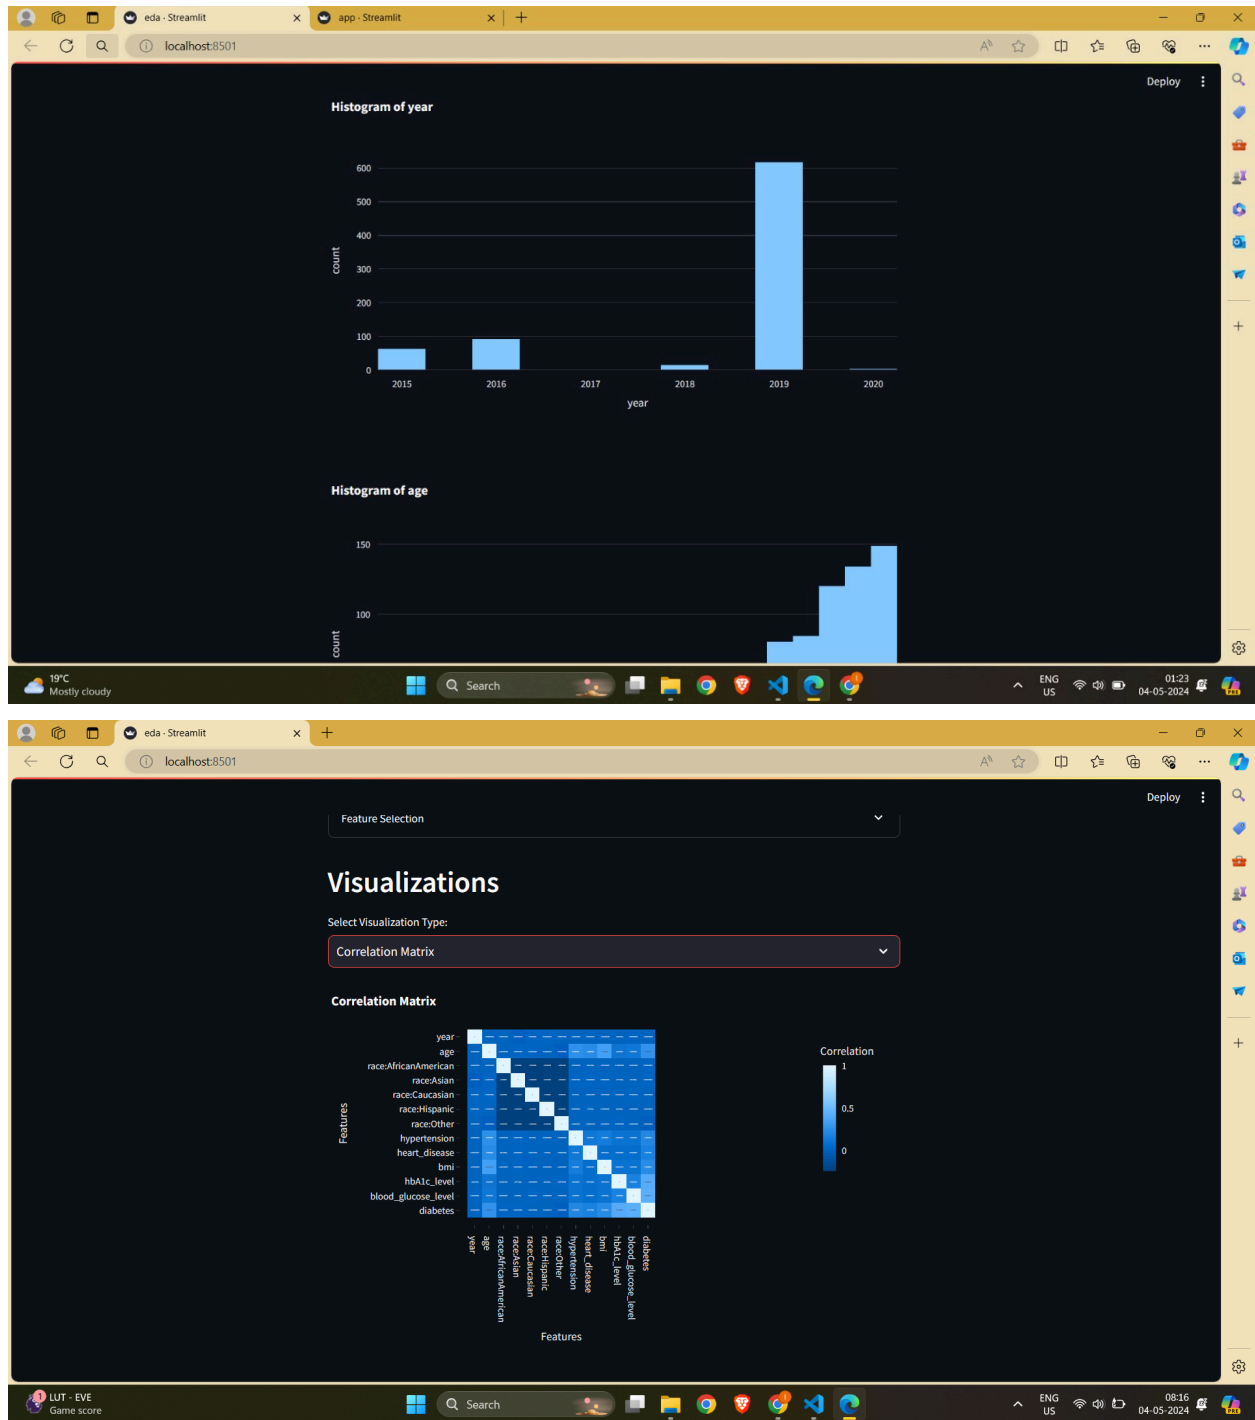 eda · Streamlit
app · Streamlit
localhost:8501
Deploy
Histogram of year
600
500
400
300
200
100
0
count
2015 2016 2017 2018 2019 2020
year
Histogram of age
150
100
count
19°C
Mostly cloudy
Search
ENG
US
01:23
04-05-2024
PRE
eda · Streamlit
localhost:8501
Deploy
Feature Selection
Visualizations
Select Visualization Type:
Correlation Matrix
Correlation Matrix
Features
year
age
race:AfricanAmerican
race:Asian
race:Caucasian
race:Hispanic
race:Other
hypertension
heart_disease
bmi
hbA1c_level
blood_glucose_level
diabetes
year
age
race:AfricanAmerican
race:Asian
race:Caucasian
race:Hispanic
race:Other
hypertension
heart_disease
bmi
hbA1c_level
blood_glucose_level
diabetes
Features
Correlation
1
0.5
0
1
LUT - EVE
Game score
Search
ENG
US
08:16
04-05-2024
PRE